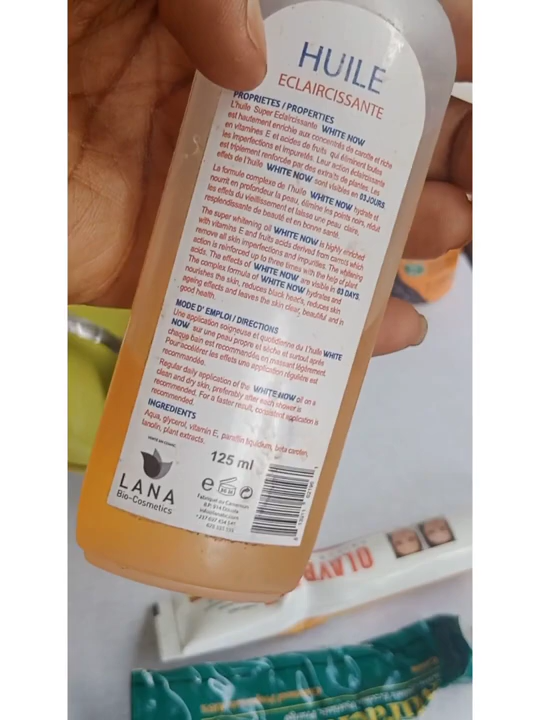 HUILE
ECLAIRCISSANTE
PROPRIETES / PROPERTIES
L'huile Super Eclaircissante WHITE NOW
est hautement enrichie aux concentrés de carotte et riche
en vitamines E et acides de fruits qui éliminent toutes
les imperfections et impuretés. Leur action éclaircissante
est triplement renforcée par des extraits de plantes. Les
effets de l'huile WHITE NOW sont visibles en 03 JOURS.
La formule complexe de l'huile WHITE NOW hydrate et
nourrit en profondeur la peau, élimine les points noirs, réduit
les effets du vieillissement et laisse une peau claire,
resplendissante de beauté et en bonne santé.
The super whitening oil WHITE NOW is highly enriched
with vitamins E and fruits acids derived from carrots which
remove all skin imperfections and impurities. The whitening
action is reinforced up to three times with the help of plant
acids. The effects of WHITE NOW are visible in 03 DAYS.
The complex formula of WHITE NOW hydrates and
nourishes the skin, reduces black heads, reduces skin
ageing effects and leaves the skin clear, beautiful and in
good health.
MODE D' EMPLOI / DIRECTIONS
Une application soigneuse et quotidienne du l'huile WHITE
NOW sur une peau propre et sèche et surtout après
chaque bain est recommandée en massant légèrement.
Pour accélérer les effets une application régulière est
recommandée.
Regular daily application of the WHITE NOW oil on a
clean and dry skin, preferably after each shower is
recommended. For a faster result, consistent application is
recommended.
INGREDIENTS
Aqua, glycerol, vitamin E, paraffin liquidum, beta caroten,
lanolin, plant extracts.
125 ml
LANA
Bio-Cosmetics
Fabriqué au Cameroun
OLAY